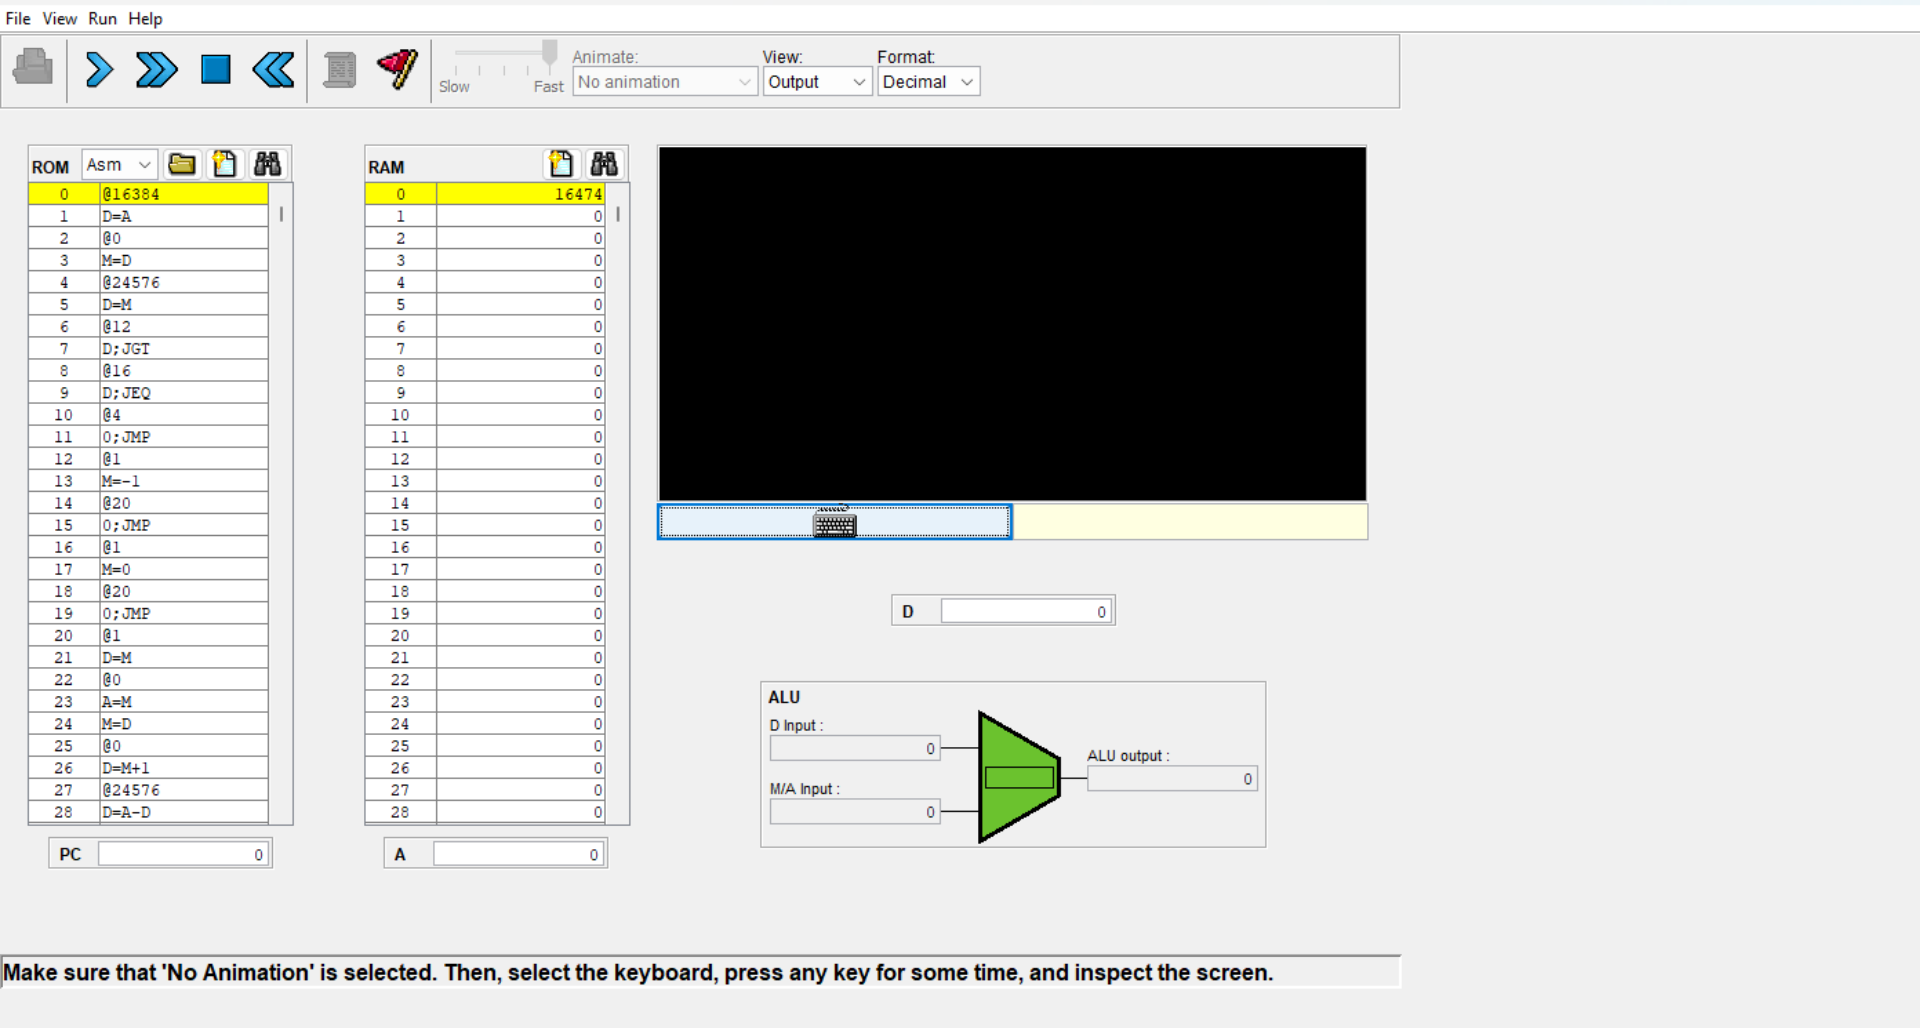 File View Run Help
Slow Fast
Animate:
No animation
View:
Output
Format:
Decimal
ROM Asm
0 @16384
1 D=A
2 @0
3 M=D
4 @24576
5 D=M
6 @12
7 D;JGT
8 @16
9 D;JEQ
10 @4
11 0;JMP
12 @1
13 M=-1
14 @20
15 0;JMP
16 @1
17 M=0
18 @20
19 0;JMP
20 @1
21 D=M
22 @0
23 A=M
24 M=D
25 @0
26 D=M+1
27 @24576
28 D=A-D
PC 0
RAM
0 16474
1 0
2 0
3 0
4 0
5 0
6 0
7 0
8 0
9 0
10 0
11 0
12 0
13 0
14 0
15 0
16 0
17 0
18 0
19 0
20 0
21 0
22 0
23 0
24 0
25 0
26 0
27 0
28 0
A 0
D 0
ALU
D Input :
0
M/A Input :
0
ALU output :
0
Make sure that 'No Animation' is selected. Then, select the keyboard, press any key for some time, and inspect the screen.